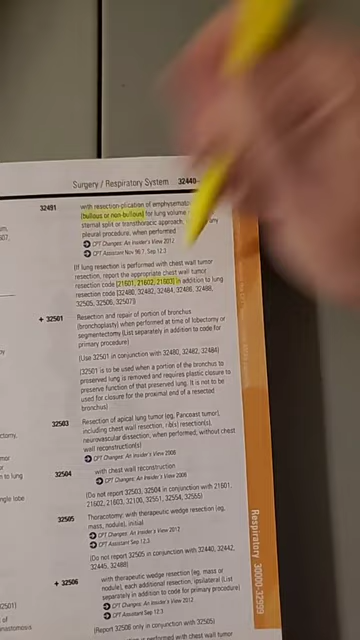 Surgery / Respiratory System 32440–
32491 with resection-plication of emphysematous
(bullous or non-bullous) for lung volume
sternal split or transthoracic approach, any
pleural procedure, when performed
CPT Changes: An Insider's View 2012
CPT Assistant Nov 96:7, Sep 12:3
(If lung resection is performed with chest wall tumor
resection, report the appropriate chest wall tumor
resection code [21601, 21602, 21603] in addition to lung
resection code [32480, 32482, 32484, 32486, 32488,
32505, 32506, 32507])
+ 32501 Resection and repair of portion of bronchus
(bronchoplasty) when performed at time of lobectomy or
segmentectomy (List separately in addition to code for
primary procedure)
(Use 32501 in conjunction with 32480, 32482, 32484)
(32501 is to be used when a portion of the bronchus to
preserved lung is removed and requires plastic closure to
preserve function of that preserved lung. It is not to be
used for closure for the proximal end of a resected
bronchus)
32503 Resection of apical lung tumor (eg, Pancoast tumor),
including chest wall resection, rib(s) resection(s),
neurovascular dissection, when performed; without chest
wall reconstruction(s)
CPT Changes: An Insider's View 2006
32504 with chest wall reconstruction
CPT Changes: An Insider's View 2006
(Do not report 32503, 32504 in conjunction with 21601,
21602, 21603, 32100, 32551, 32554, 32555)
32505 Thoracotomy; with therapeutic wedge resection (eg,
mass, nodule), initial
CPT Changes: An Insider's View 2012
CPT Assistant Sep 12:3
(Do not report 32505 in conjunction with 32440, 32442,
32445, 32488)
+ 32506 with therapeutic wedge resection (eg, mass or
nodule), each additional resection, ipsilateral (List
separately in addition to code for primary procedure)
CPT Changes: An Insider's View 2012
CPT Assistant Sep 12:3
(Report 32506 only in conjunction with 32505)
Respiratory 30000-32999